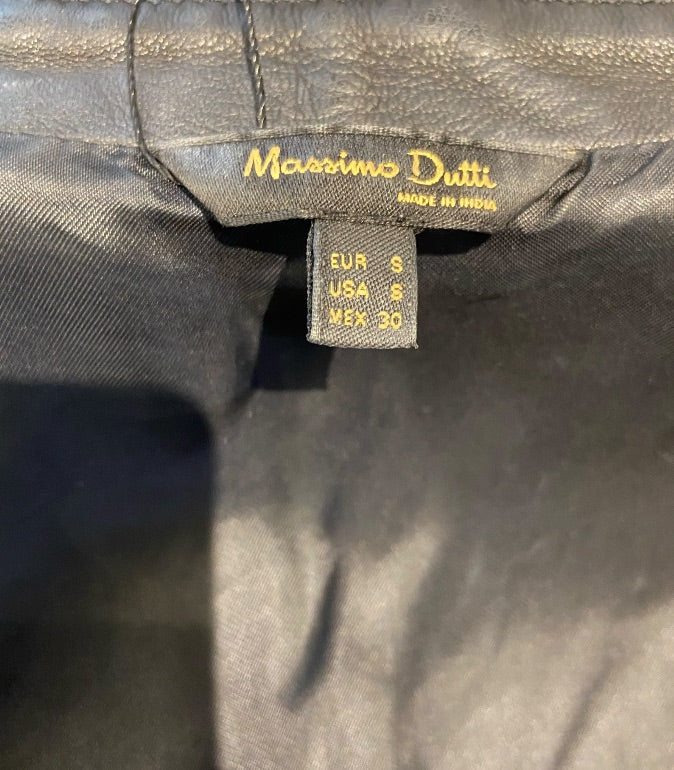 Massimo Dutti
MADE IN INDIA
EUR S
USA S
MEX 30